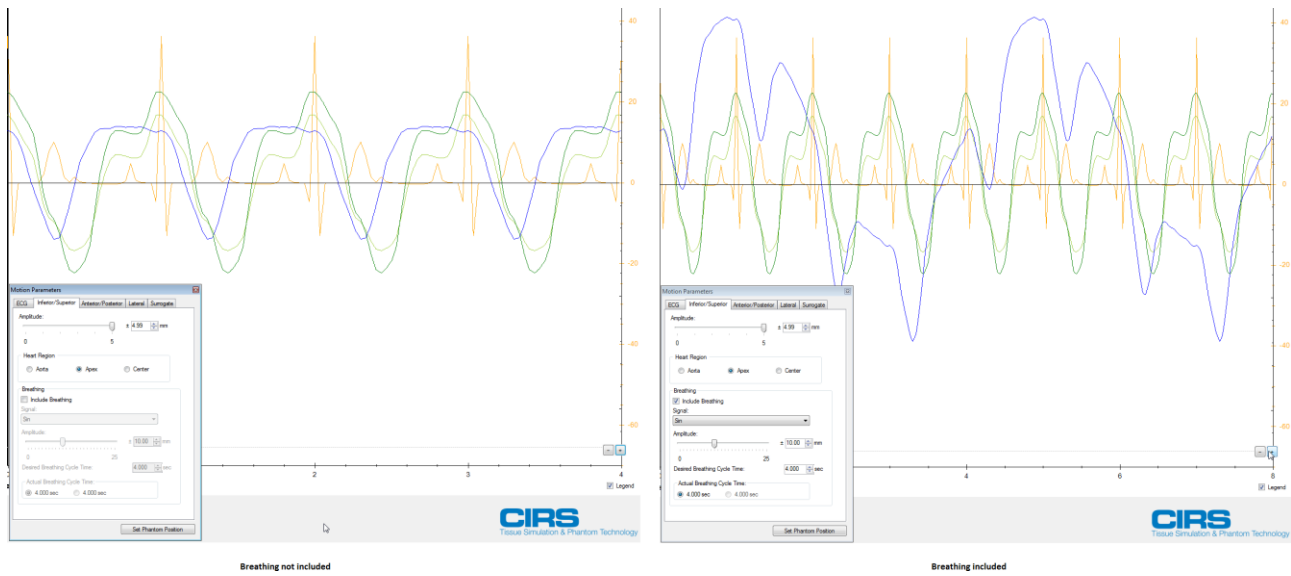 40
20
0
-20
-40
-60
2
3
4
Motion Parameters
ECG Inferior/Superior Anterior/Posterior Lateral Surrogate
Amplitude:
± 4.99 mm
0 5
Heart Region
Aorta Apex Center
Breathing
Include Breathing
Signal:
Sin
Amplitude:
± 10.00 mm
0 25
Desired Breathing Cycle Time: 4.000 sec
Actual Breathing Cycle Time:
4.000 sec 4.000 sec
Set Phantom Position
Legend
CIRS
Tissue Simulation & Phantom Technology
Breathing not included
40
20
0
-20
-40
-60
4
6
8
Motion Parameters
ECG Inferior/Superior Anterior/Posterior Lateral Surrogate
Amplitude:
± 4.99 mm
0 5
Heart Region
Aorta Apex Center
Breathing
Include Breathing
Signal:
Sin
Amplitude:
± 10.00 mm
0 25
Desired Breathing Cycle Time: 4.000 sec
Actual Breathing Cycle Time:
4.000 sec 4.000 sec
Set Phantom Position
Legend
CIRS
Tissue Simulation & Phantom Technology
Breathing included